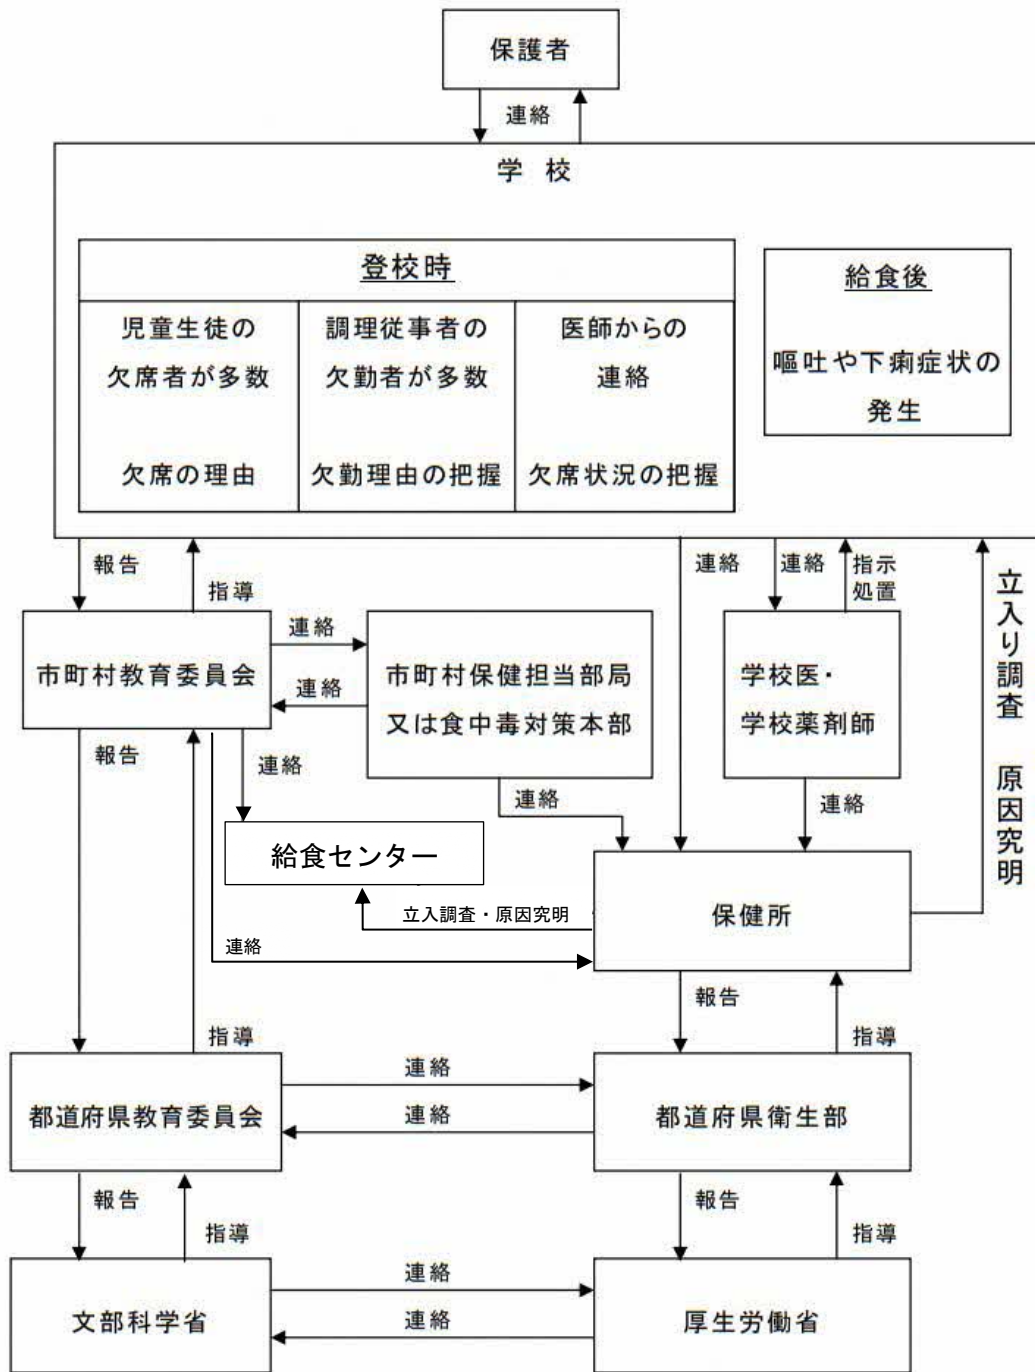 保護者
連絡
学校
登校時
児童生徒の
欠席者が多数
欠席の理由
調理従事者の
欠勤者が多数
欠勤理由の把握
医師からの
連絡
欠席状況の把握
給食後
嘔吐や下痢症状の
発生
報告
指導
連絡
連絡
指示
処置
立入り調査 原因究明
市町村教育委員会
連絡
連絡
市町村保健担当部局
又は食中毒対策本部
学校医・
学校薬剤師
報告
連絡
連絡
連絡
給食センター
立入調査・原因究明
保健所
連絡
報告
指導
指導
都道府県教育委員会
連絡
連絡
都道府県衛生部
報告
指導
報告
指導
文部科学省
連絡
連絡
厚生労働省